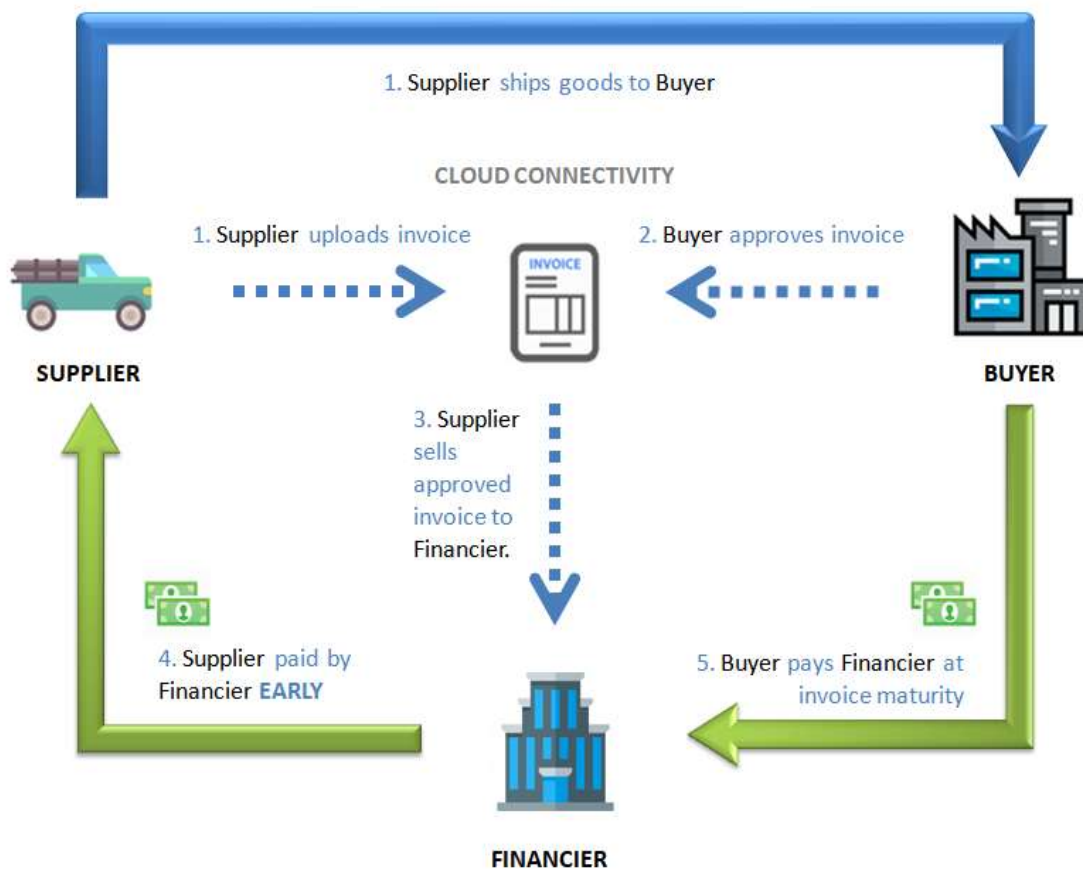 1. Supplier ships goods to Buyer
CLOUD CONNECTIVITY
1. Supplier uploads invoice
2. Buyer approves invoice
INVOICE
SUPPLIER
BUYER
3. Supplier
sells
approved
invoice to
Financier.
4. Supplier paid by
Financier EARLY
5. Buyer pays Financier at
invoice maturity
FINANCIER